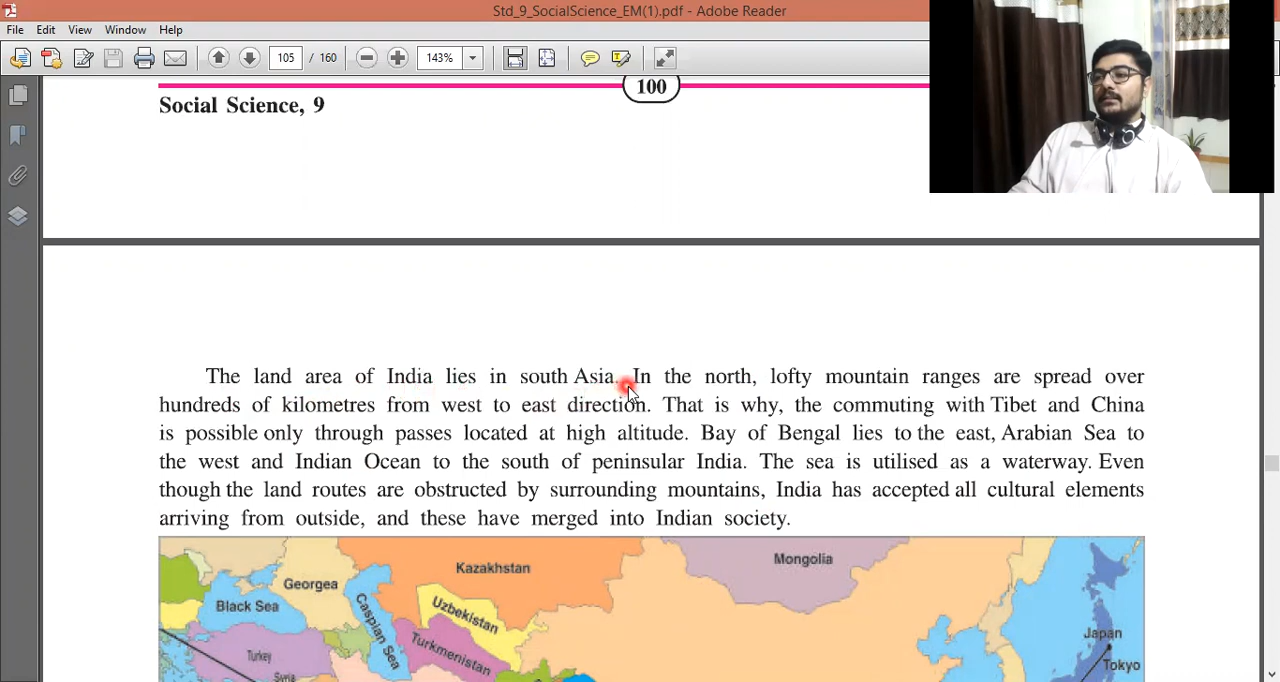 Std_9_SocialScience_EM(1).pdf - Adobe Reader
File Edit View Window Help
105 / 160 143%
100
Social Science, 9
The land area of India lies in south Asia. In the north, lofty mountain ranges are spread over
hundreds of kilometres from west to east direction. That is why, the commuting with Tibet and China
is possible only through passes located at high altitude. Bay of Bengal lies to the east, Arabian Sea to
the west and Indian Ocean to the south of peninsular India. The sea is utilised as a waterway. Even
though the land routes are obstructed by surrounding mountains, India has accepted all cultural elements
arriving from outside, and these have merged into Indian society.
Mongolia
Kazakhstan
Georgea
Black Sea
Caspian Sea
Uzbekistan
Turkmenistan
Japan
Turkey
Tokyo
Syria